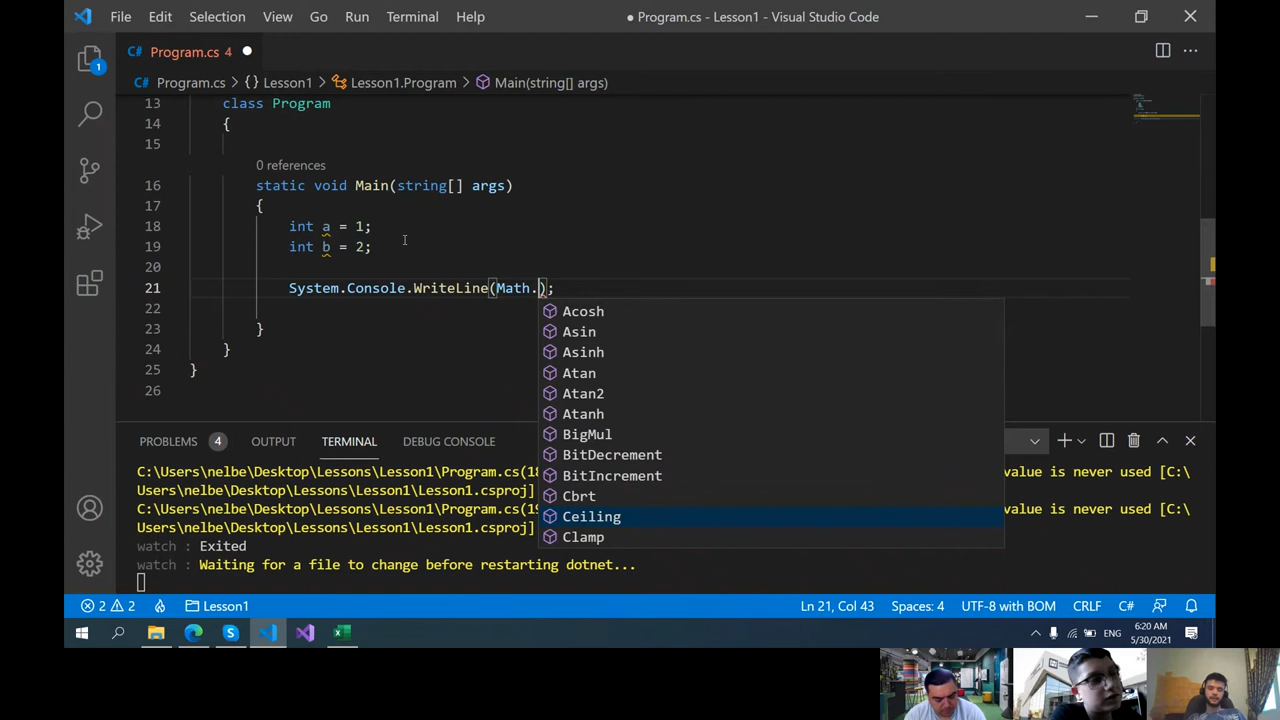 File Edit View Go Run Terminal Help
● Program.cs - Lesson1 - Visual Studio Code
C# Program.cs 4
C# Program.cs > {} Lesson1 > Lesson1.Program > Main(string[] args)
1
13 class Program
14 {
15
0 references
16 static void Main(string[] args)
17 {
18 int a = 1;
19 int b = 2;
20
21 System.Console.WriteLine(Math.);
22
23 }
24 }
25 }
26
Acosh
Asin
Asinh
Atan
Atan2
Atanh
BigMul
BitDecrement
BitIncrement
Cbrt
Ceiling
Clamp
PROBLEMS 4 OUTPUT TERMINAL DEBUG CONSOLE
C:\Users\nelbe\Desktop\Lessons\Lesson1\Program.cs(18 value is never used [C:\
Users\nelbe\Desktop\Lessons\Lesson1\Lesson1.csproj]
C:\Users\nelbe\Desktop\Lessons\Lesson1\Program.cs(19 value is never used [C:\
Users\nelbe\Desktop\Lessons\Lesson1\Lesson1.csproj]
watch : Exited
watch : Waiting for a file to change before restarting dotnet...
2 2 Lesson1 Ln 21, Col 43 Spaces: 4 UTF-8 with BOM CRLF C#
ENG 6:20 AM
5/30/2021